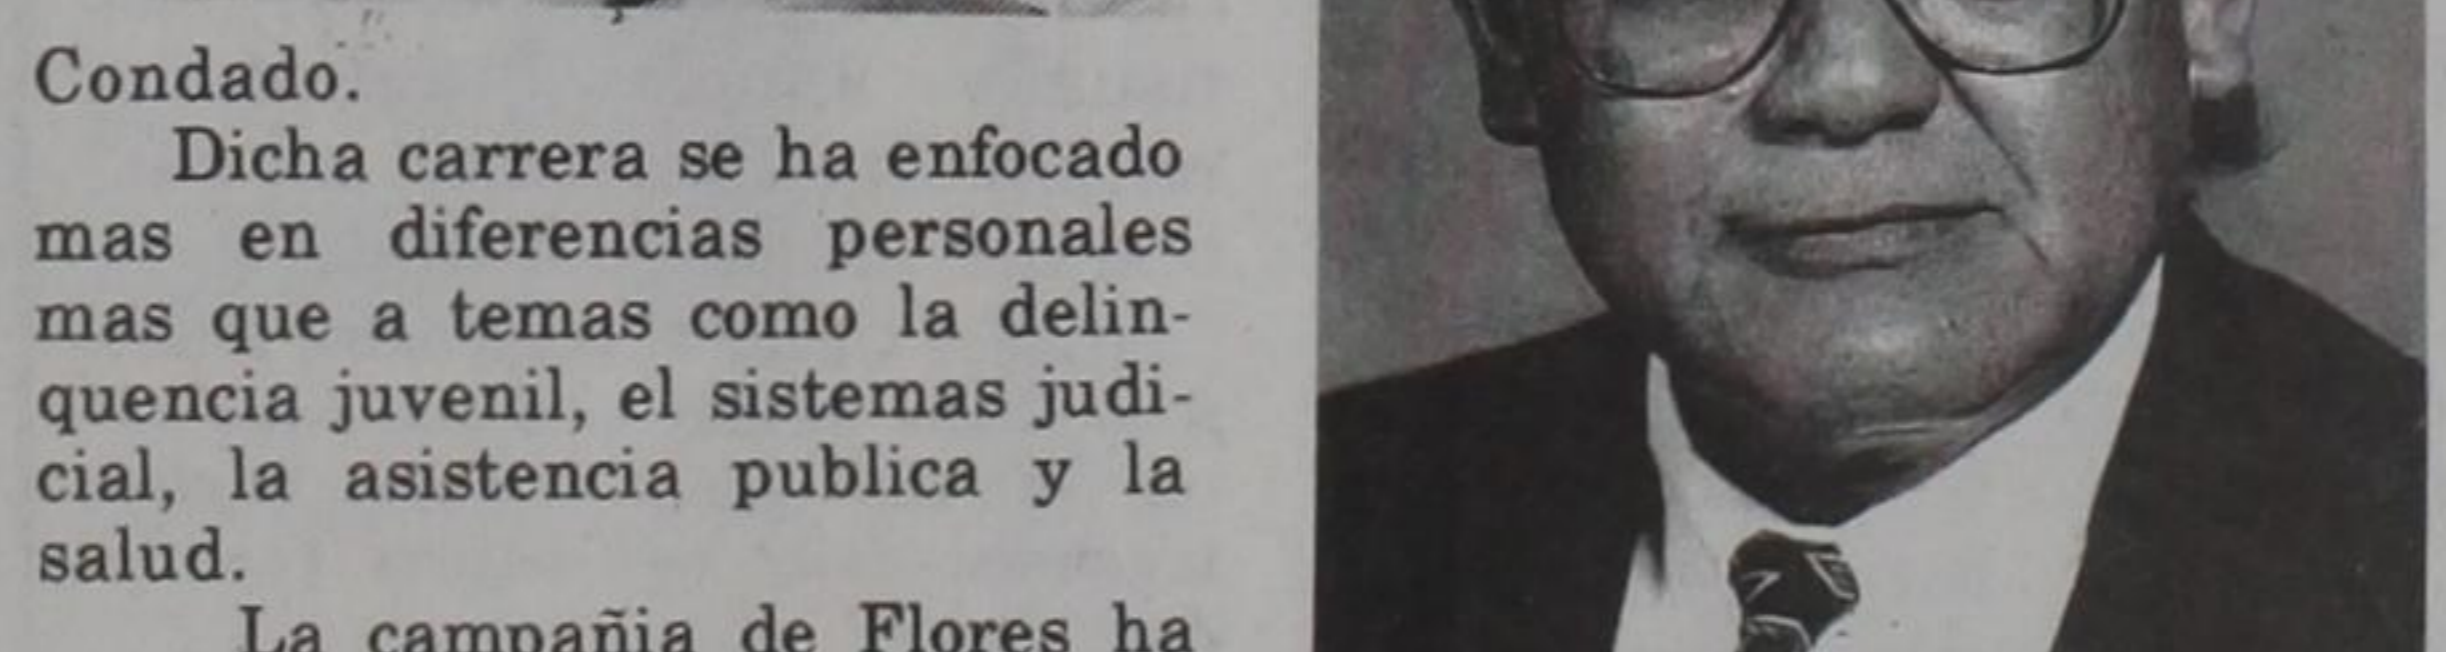 Condado.
Dicha carrera se ha enfocado
mas en diferencias personales
mas que a temas como la delin-
quencia juvenil, el sistemas judi-
cial, la asistencia publica y la
salud.
La campañia de Flores ha